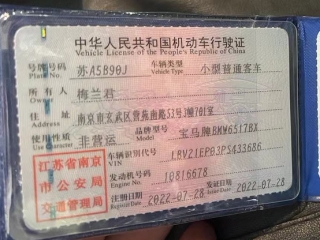 中华人民共和国机动车行驶证
Vehicle License of the People's Republic of China
号牌号码 苏A5B90J 车辆类型 小型普通客车
Plate No. Vehicle Type
所有人 梅兰君
Owner
住址 南京市玄武区营苑南路53号3幢701室
Address
使用性质 非营运 品牌型号 宝马牌BMW6517BX
Use Character Model
江苏省南京
市公安局
交通管理局
车辆识别代号 LBV21EP03PS433686
VIN
发动机号码 10816678
Engine No.
注册日期 2022-07-28 发证日期 2022-07-28
Register Date Issue Date